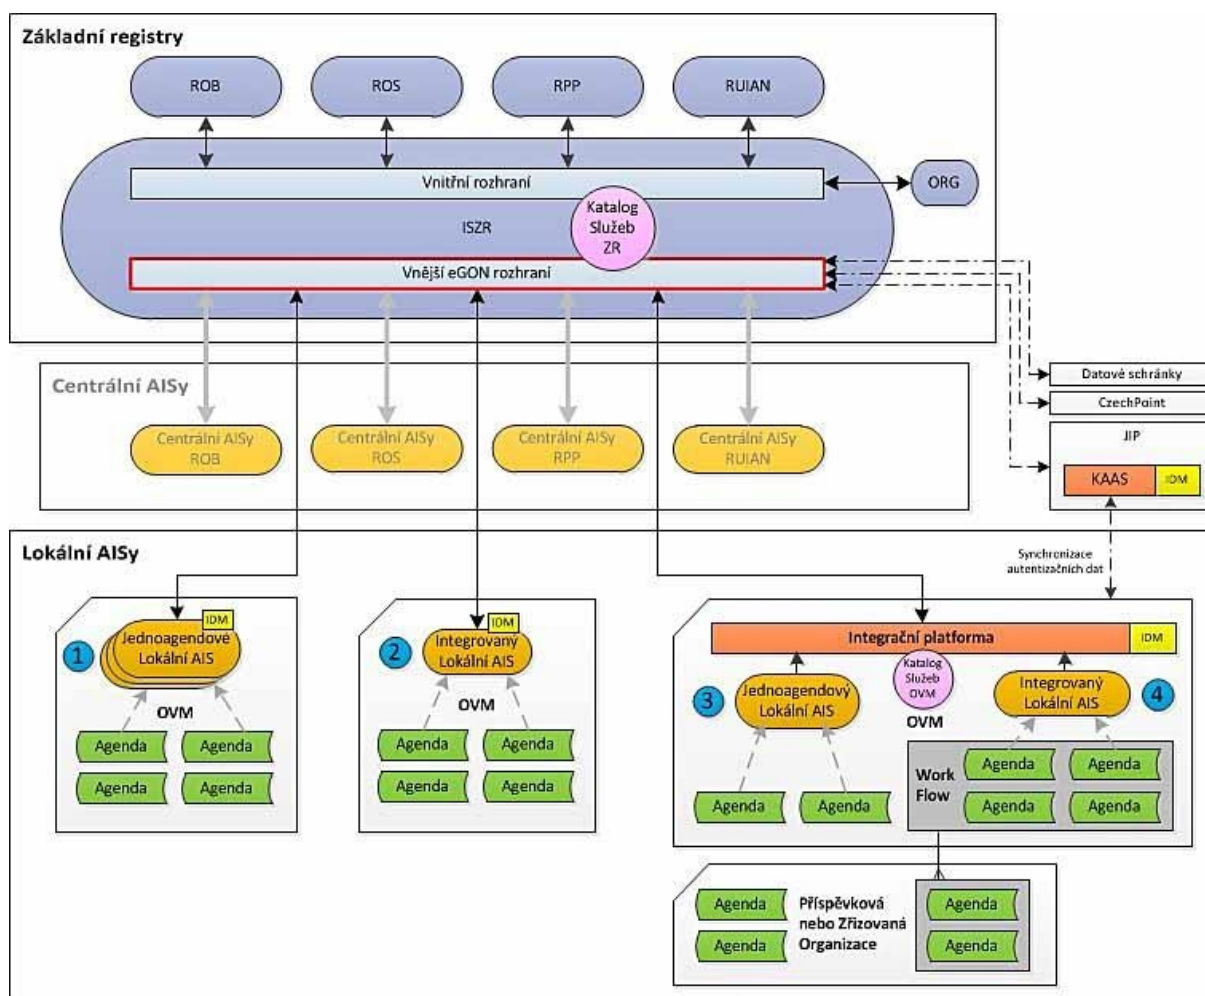 Základní registry
ROB
ROS
RPP
RUIAN
Vnitřní rozhraní
ORG
Katalog
Služeb
ZR
ISZR
Vnější eGON rozhraní
Centrální AISy
Datové schránky
CzechPoint
JIP
KAAS
IDM
Centrální AISy
ROB
Centrální AISy
ROS
Centrální AISy
RPP
Centrální AISy
RUIAN
Lokální AISy
Synchronizace
autentizačních dat
IDM
1
Jednoagendové
Lokální AIS
OVM
Agenda
Agenda
Agenda
Agenda
IDM
2
Integrovaný
Lokální AIS
OVM
Agenda
Agenda
Agenda
Agenda
Integrační platforma
IDM
3
Jednoagendový
Lokální AIS
Katalog
Služeb
OVM
OVM
Integrovaný
Lokální AIS
4
Agenda
Agenda
Work
Flow
Agenda
Agenda
Agenda
Agenda
Agenda
Agenda
Příspěvková
nebo Zřizovaná
Organizace
Agenda
Agenda